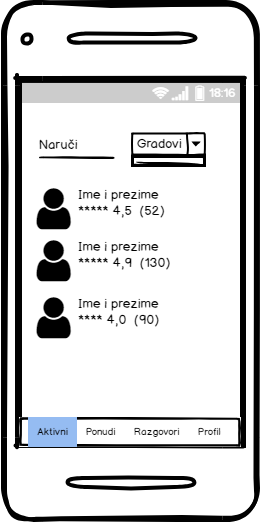 18:16
Naruči Gradovi
Ime i prezime
***** 4,5 (52)
Ime i prezime
***** 4,9 (130)
Ime i prezime
**** 4,0 (90)
Aktivni Ponudi Razgovori Profil